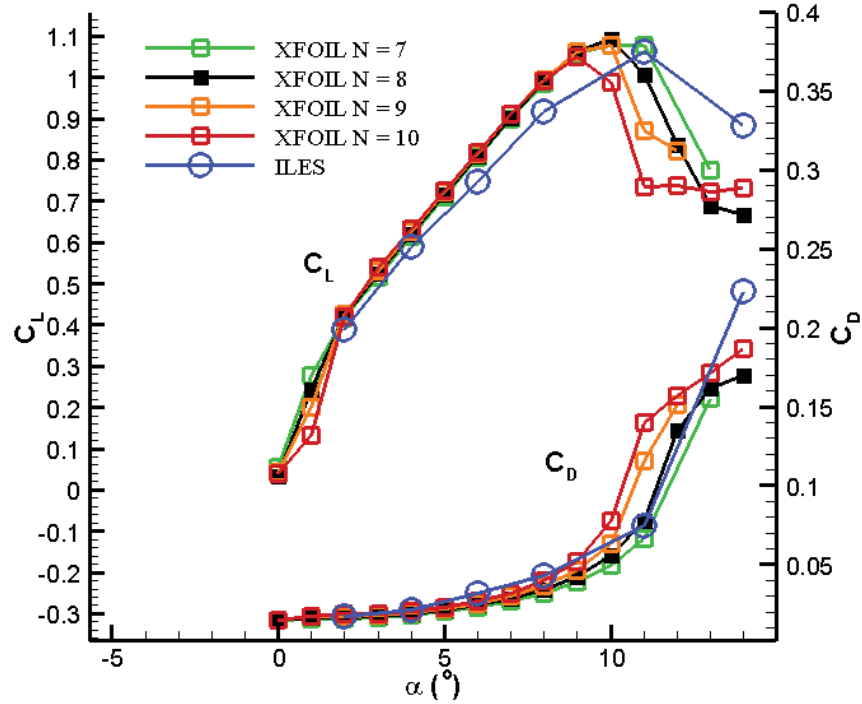 1.1
1
0.9
0.8
0.7
0.6
0.5
0.4
0.3
0.2
0.1
0
-0.1
-0.2
-0.3
C_L
XFOIL N = 7
XFOIL N = 8
XFOIL N = 9
XFOIL N = 10
ILES
C_L
C_D
0.4
0.35
0.3
0.25
0.2
0.15
0.1
0.05
C_D
-5 0 5 10
α (°)